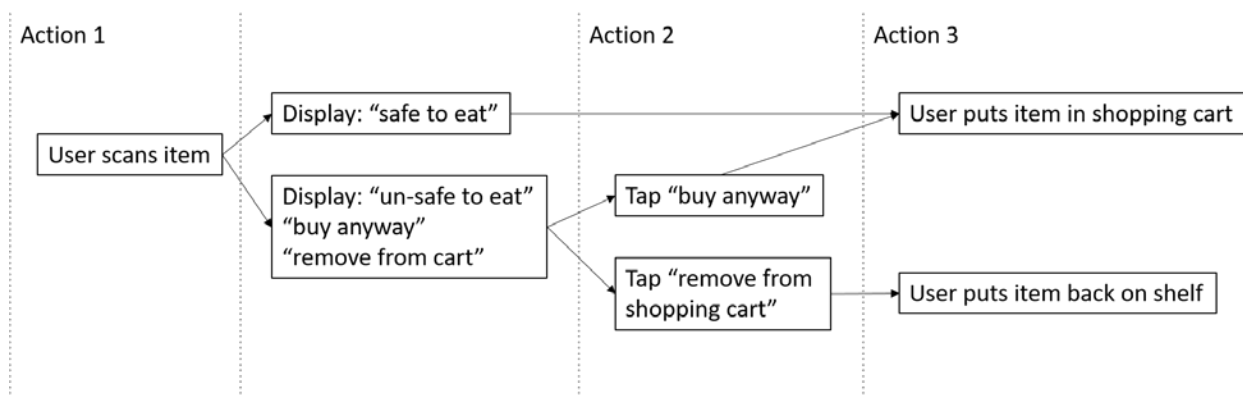 Action 1
Action 2
Action 3
User scans item
Display: “safe to eat”
Display: “un-safe to eat”
“buy anyway”
“remove from cart”
Tap “buy anyway”
Tap “remove from
shopping cart”
User puts item in shopping cart
User puts item back on shelf